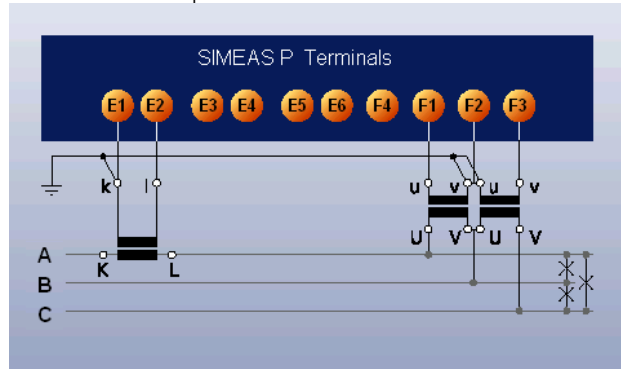 SIMEAS P Terminals
E1 E2 E3 E4 E5 E6 F4 F1 F2 F3
k l u v u v
U V U V
A
K L
B
C